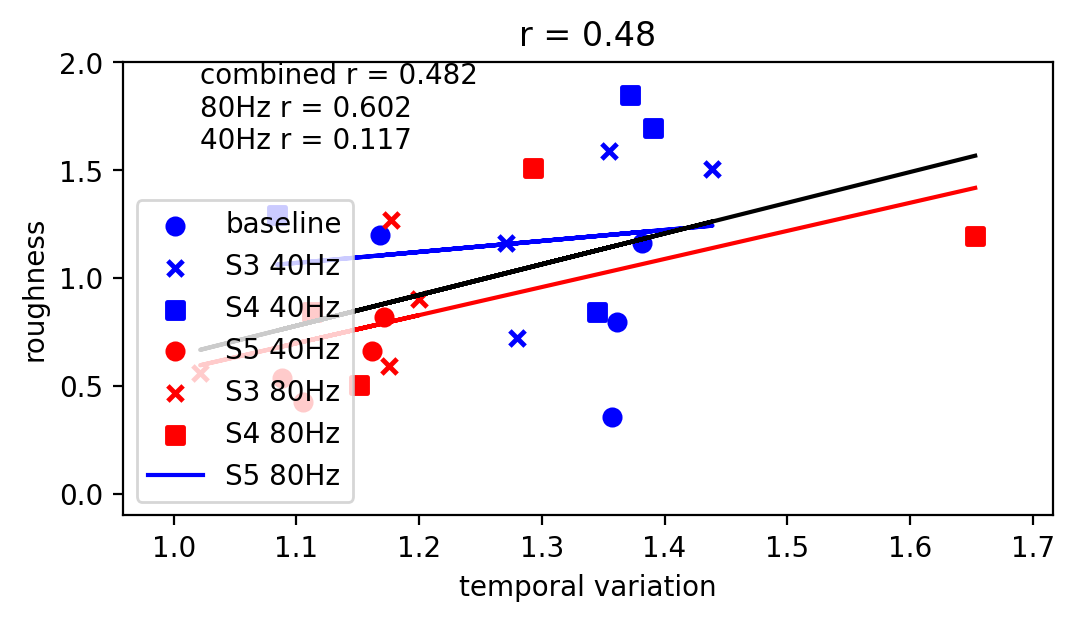 r = 0.48
combined r = 0.482
80Hz r = 0.602
40Hz r = 0.117
baseline
S3 40Hz
S4 40Hz
S5 40Hz
S3 80Hz
S4 80Hz
S5 80Hz
roughness
2.0
1.5
1.0
0.5
0.0
1.0 1.1 1.2 1.3 1.4 1.5 1.6 1.7
temporal variation